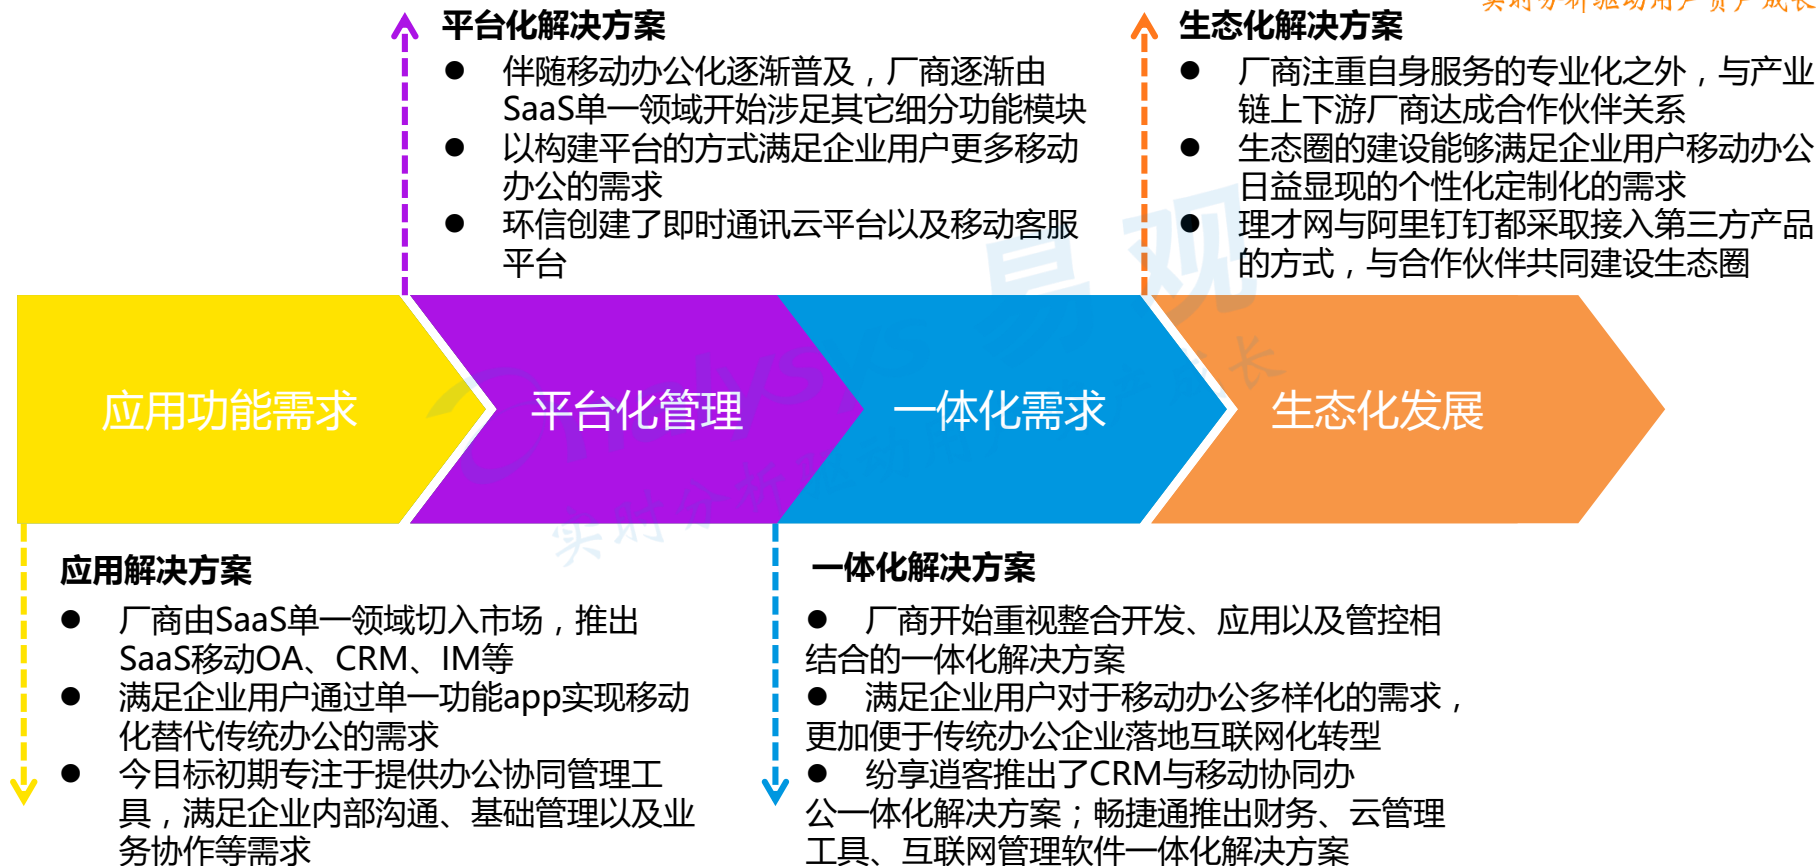 实时分析驱动用户资产成长
平台化解决方案
● 伴随移动办公化逐渐普及，厂商逐渐由
SaaS单一领域开始涉足其它细分功能模块
● 以构建平台的方式满足企业用户更多移动
办公的需求
● 环信创建了即时通讯云平台以及移动客服
平台
生态化解决方案
● 厂商注重自身服务的专业化之外，与产业
链上下游厂商达成合作伙伴关系
● 生态圈的建设能够满足企业用户移动办公
日益显现的个性化定制化的需求
● 理才网与阿里钉钉都采取接入第三方产品
的方式，与合作伙伴共同建设生态圈
易观
应用功能需求
平台化管理
一体化需求
生态化发展
应用解决方案
● 厂商由SaaS单一领域切入市场，推出
SaaS移动OA、CRM、IM等
● 满足企业用户通过单一功能app实现移动
化替代传统办公的需求
● 今目标初期专注于提供办公协同管理工
具，满足企业内部沟通、基础管理以及业
务协作等需求
一体化解决方案
● 厂商开始重视整合开发、应用以及管控相
结合的一体化解决方案
● 满足企业用户对于移动办公多样化的需求，
更加便于传统办公企业落地互联网化转型
● 纷享逍客推出了CRM与移动协同办
公一体化解决方案；畅捷通推出财务、云管理
工具、互联网管理软件一体化解决方案